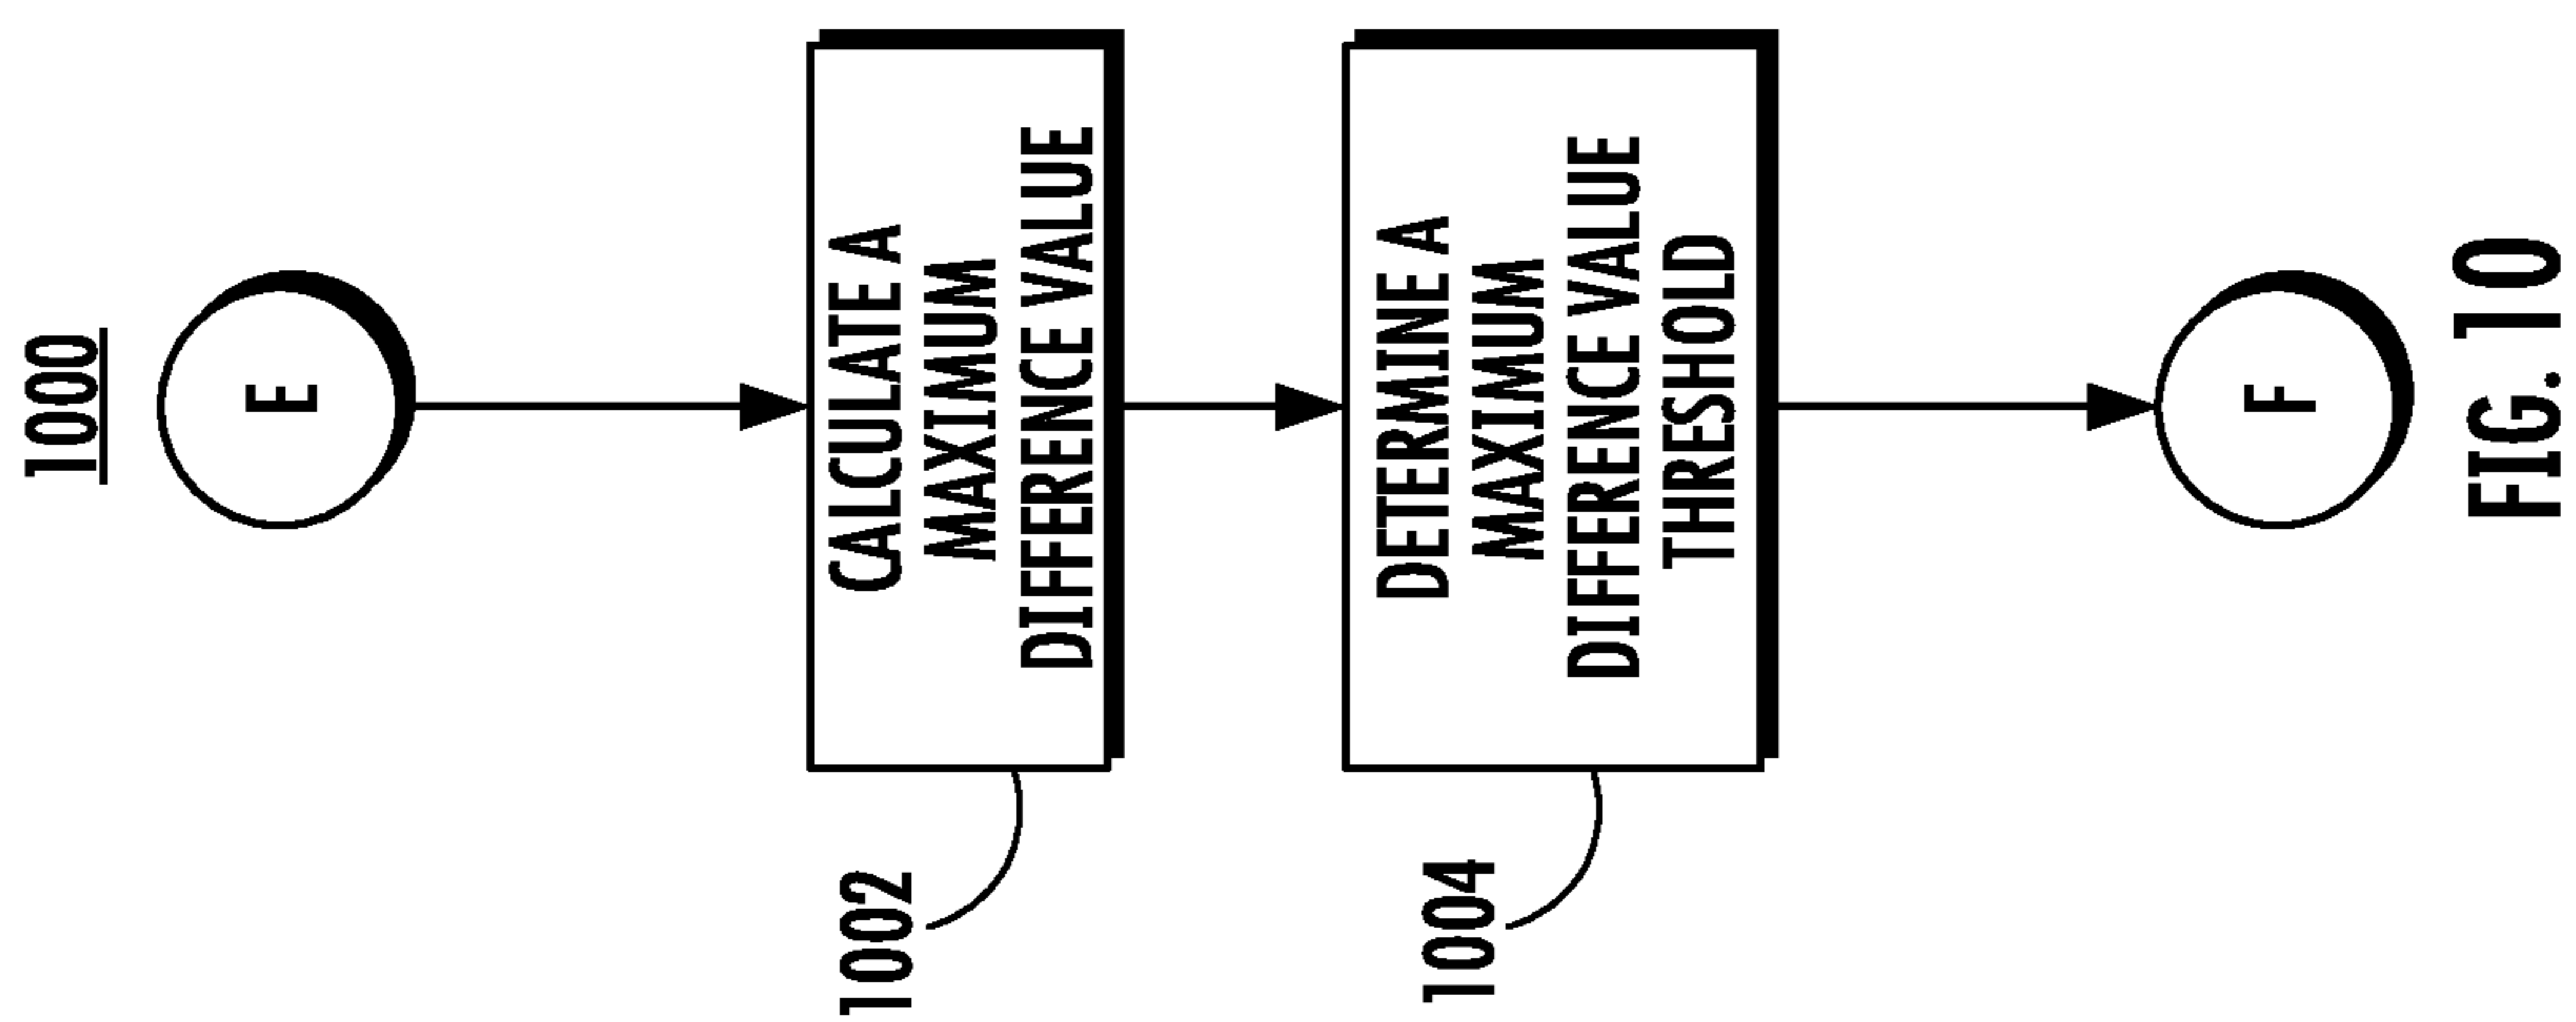 1000
E
CALCULATE A
MAXIMUM
DIFFERENCE VALUE
1002
DETERMINE A
MAXIMUM
DIFFERENCE VALUE
THRESHOLD
1004
F
FIG. 10